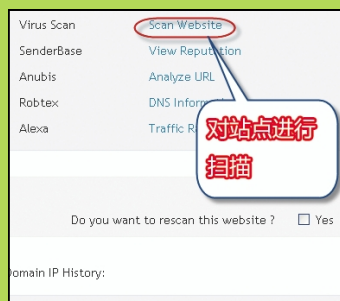 Virus Scan Scan Website
SenderBase View Reputation
Anubis Analyze URL
Robtex DNS
Alexa Traffic
对站点进行
扫描
Do you want to rescan this website ? Yes
Domain IP History: